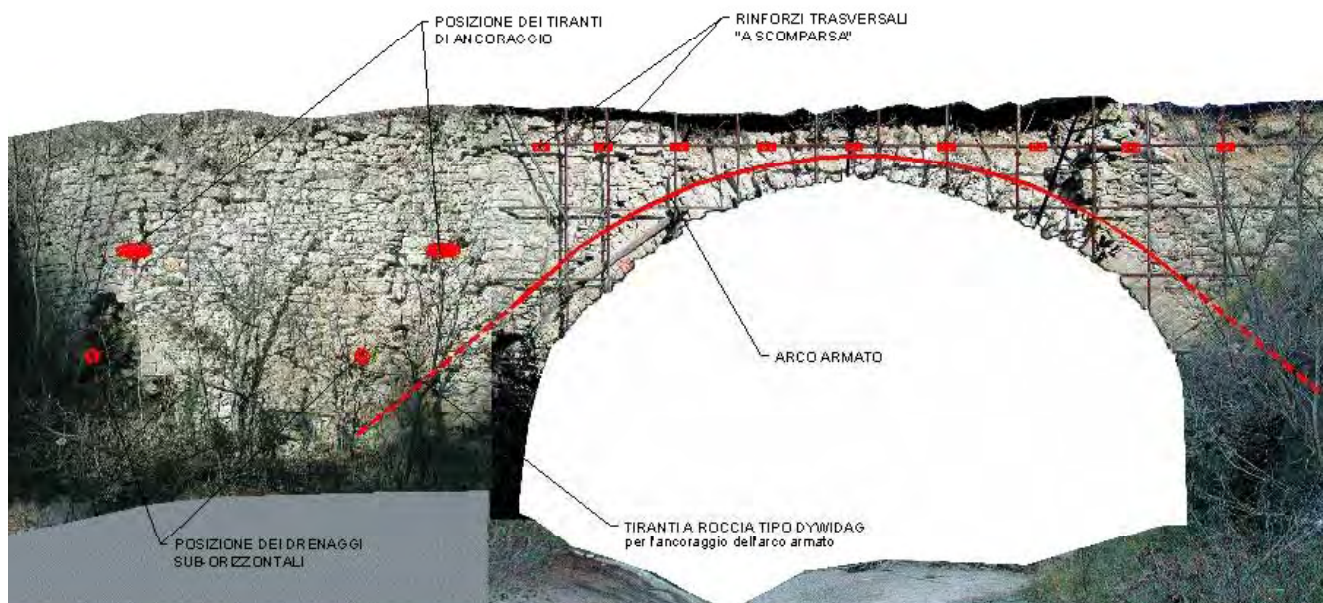 POSIZIONE DEI TIRANTI
DI ANCORAGGIO
RINFORZI TRASVERSALI
"A SCOMPARSA"
ARCO ARMATO
TIRANTI A ROCCIA TIPO DYWIDAG
per l'ancoraggio dell'arco armato
POSIZIONE DEI DRENAGGI
SUB-ORIZZONTALI